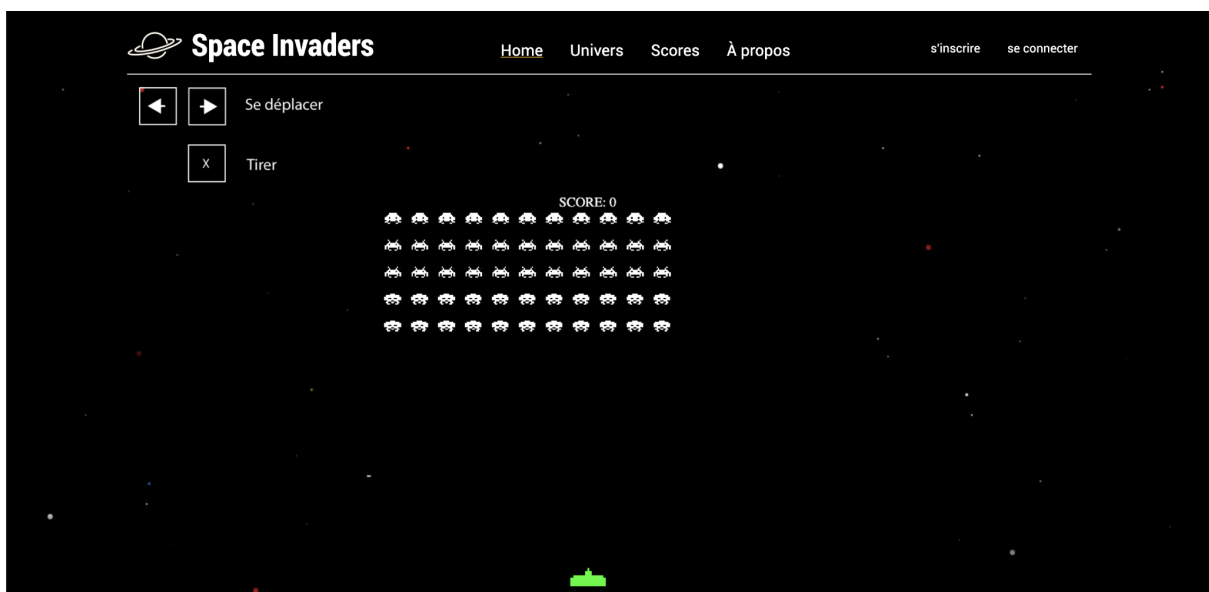 Space Invaders
Home Univers Scores À propos
s'inscrire se connecter
Se déplacer
X Tirer
SCORE: 0